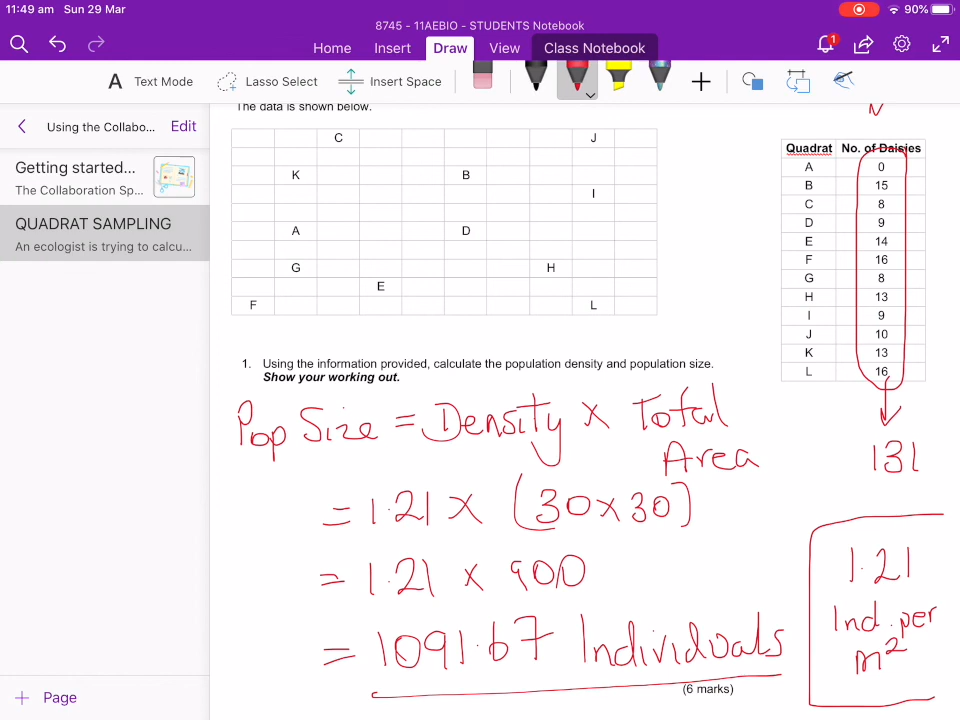 11:49 am Sun 29 Mar
90%
8745 - 11AEBIO - STUDENTS Notebook
Home Insert Draw View Class Notebook
1
A Text Mode Lasso Select Insert Space
Using the Collabo... Edit
Getting started...
The Collaboration Sp...
QUADRAT SAMPLING
An ecologist is trying to calcu...
Page
The data is shown below.
C J
K B
I
A D
G H
E
F L
N
Quadrat No. of Daisies
A 0
B 15
C 8
D 9
E 14
F 16
G 8
H 13
I 9
J 10
K 13
L 16
131
1. Using the information provided, calculate the population density and population size.
Show your working out.
Pop Size = Density x Total
Area
= 1.21 x (30x30)
= 1.21 x 900
= 1091.67 Individuals
(6 marks)
1.21
Ind. per
m²